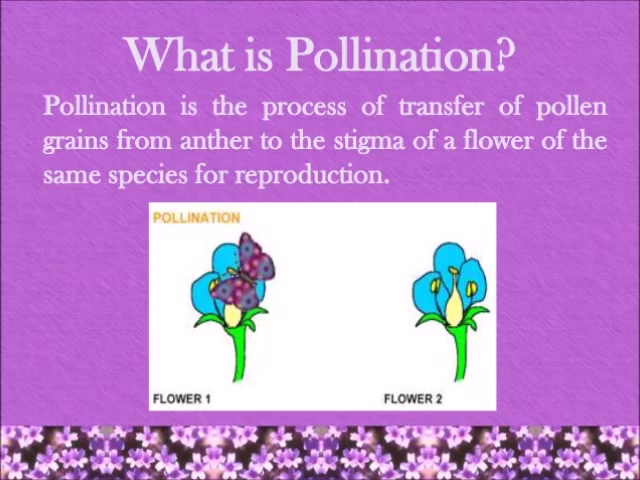 What is Pollination?
Pollination is the process of transfer of pollen
grains from anther to the stigma of a flower of the
same species for reproduction.
POLLINATION
FLOWER 1
FLOWER 2